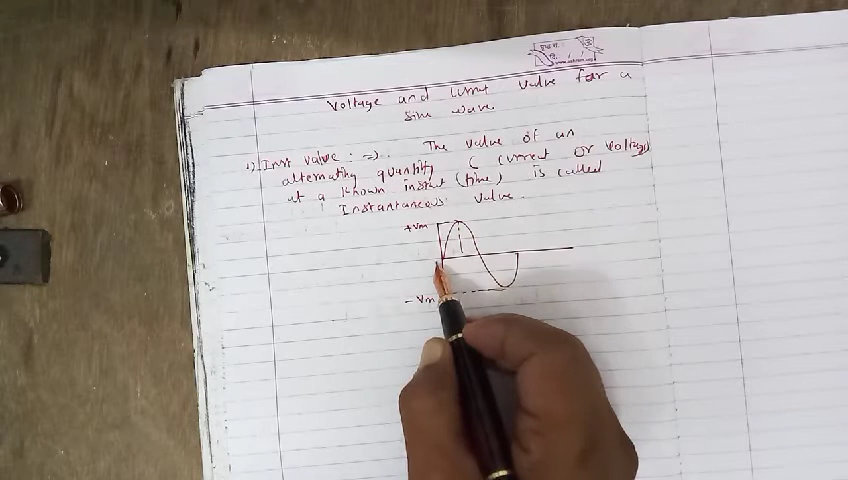 Voltage and Current value for a
sine wave
1) Inst value : => . The value of an
alternating quantity ( current or voltage)
at a known instant (time) is called
Instantaneous value.
+Vm
-Vm